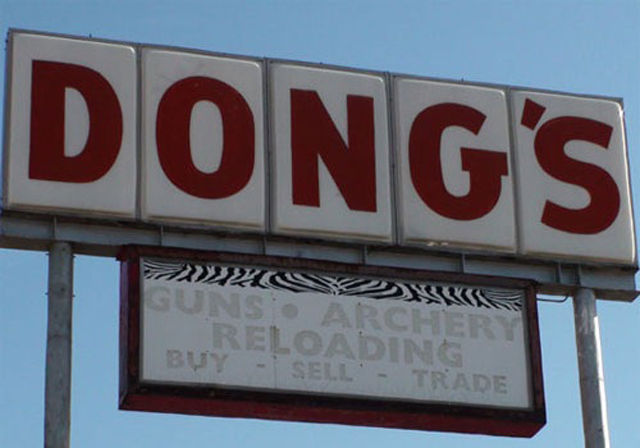 DONG'S
GUNS • ARCHERY
RELOADING
BUY - SELL - TRADE